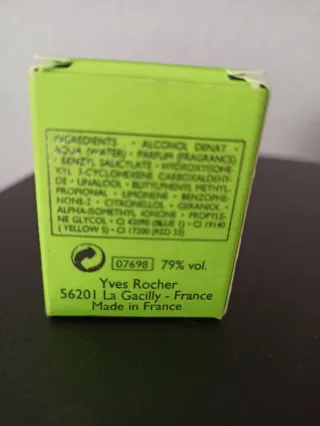 INGREDIENTS • ALCOHOL DENAT •
AQUA (WATER) • PARFUM (FRAGRANCE)
• BENZYL SALICYLATE • HYDROXYISOHE-
XYL 3-CYCLOHEXENE CARBOXALDEHY-
DE • LINALOOL • BUTYLPHENYL METHYL-
PROPIONAL • LIMONENE • BENZOPHE-
NONE-2 • CITRONELLOL • GERANIOL •
ALPHA-ISOMETHYL IONONE • PROPYLE-
NE GLYCOL • CI 42090 (BLUE 1) • CI 19140
(YELLOW 5) • CI 17200 (RED 33)
07698 79% vol.
Yves Rocher
56201 La Gacilly - France
Made in France